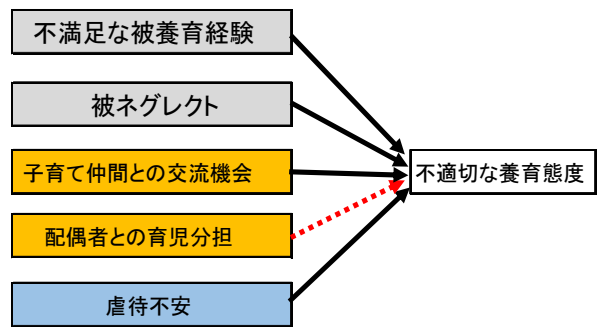 不満足な被養育経験
被ネグレクト
子育て仲間との交流機会
配偶者との育児分担
虐待不安
不適切な養育態度